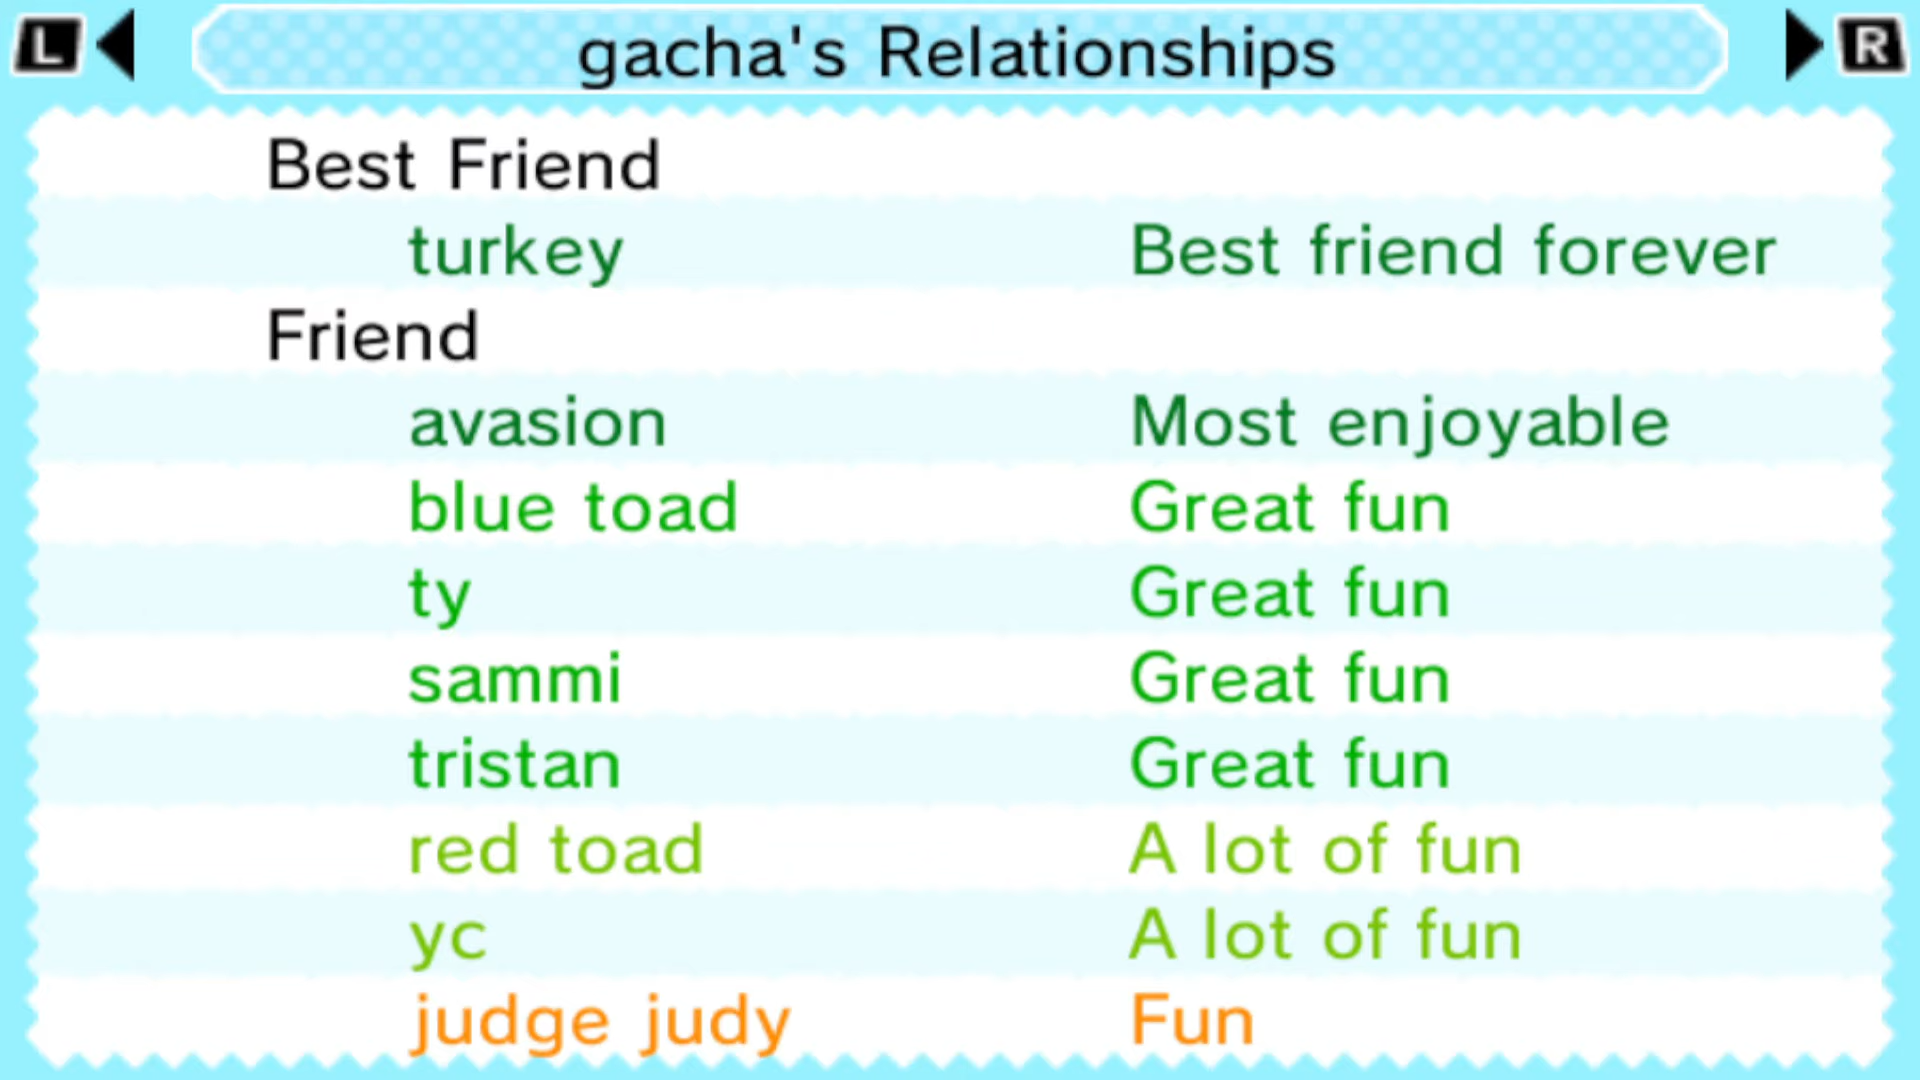 L gacha's Relationships R
Best Friend
turkey Best friend forever
Friend
avasion Most enjoyable
blue toad Great fun
ty Great fun
sammi Great fun
tristan Great fun
red toad A lot of fun
yc A lot of fun
judge judy Fun